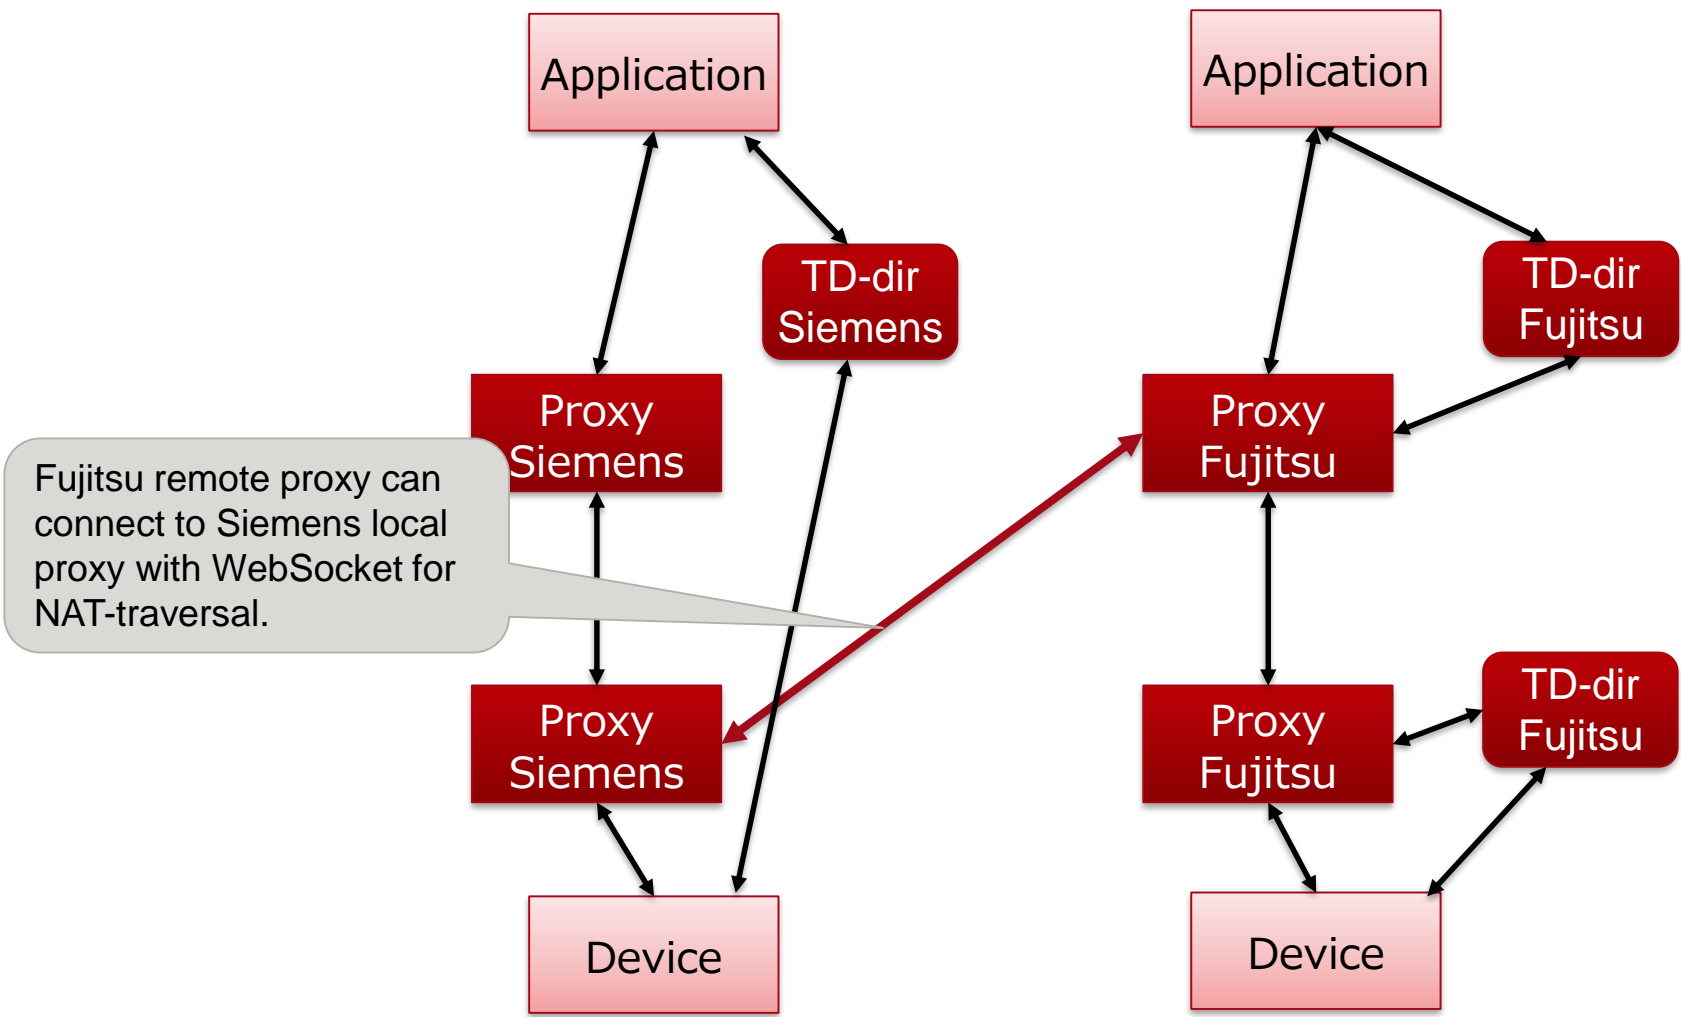 Application
Application
TD-dir
Siemens
TD-dir
Fujitsu
Proxy
Siemens
Proxy
Fujitsu
Fujitsu remote proxy can
connect to Siemens local
proxy with WebSocket for
NAT-traversal.
Proxy
Siemens
Proxy
Fujitsu
TD-dir
Fujitsu
Device
Device